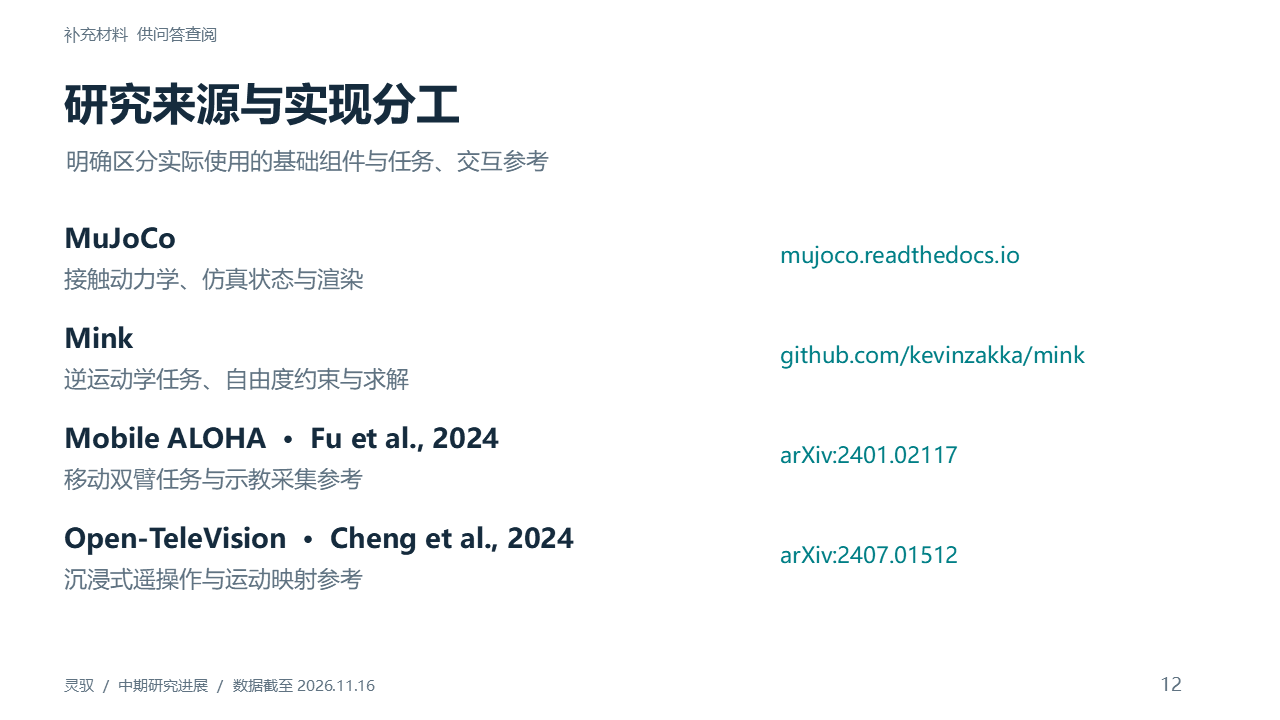 补充材料 供问答查阅
研究来源与实现分工
明确区分实际使用的基础组件与任务、交互参考
MuJoCo
接触动力学、仿真状态与渲染
mujoco.readthedocs.io
Mink
逆运动学任务、自由度约束与求解
github.com/kevinzakka/mink
Mobile ALOHA • Fu et al., 2024
移动双臂任务与示教采集参考
arXiv:2401.02117
Open-TeleVision • Cheng et al., 2024
沉浸式遥操作与运动映射参考
arXiv:2407.01512
灵驭 / 中期研究进展 / 数据截至 2026.11.16
12